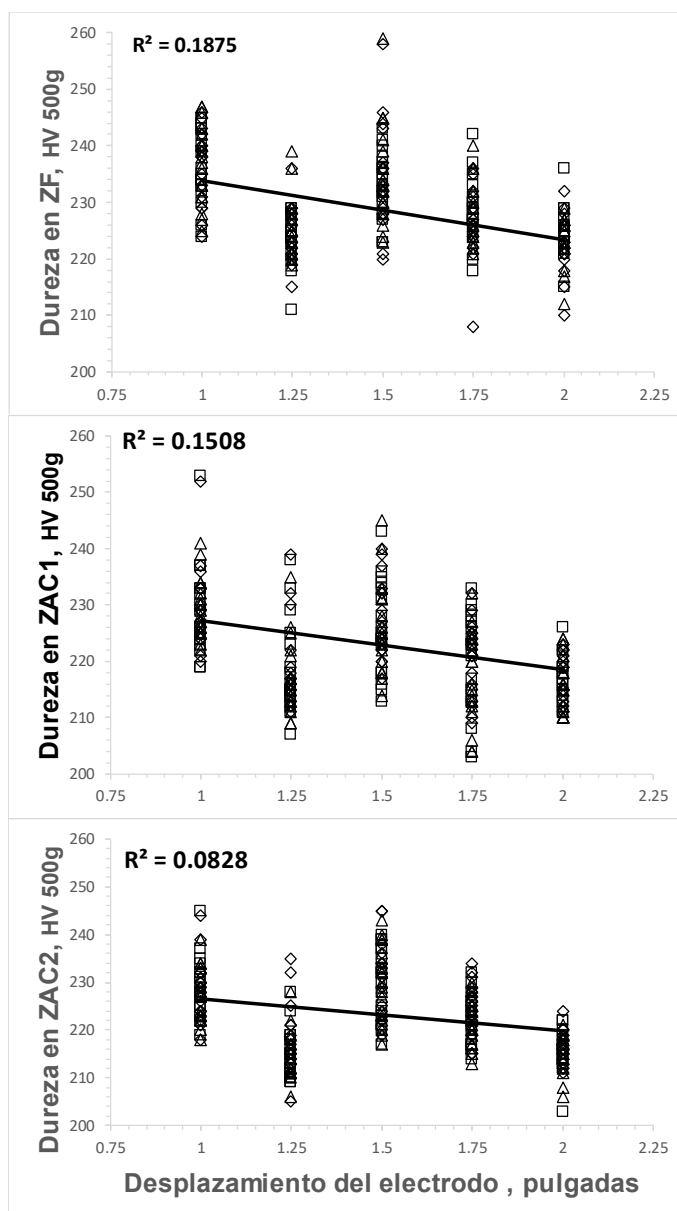 R² = 0.1875
Dureza en ZF, HV 500g
260
250
240
230
220
210
200
0.75 1 1.25 1.5 1.75 2 2.25
R² = 0.1508
Dureza en ZAC1, HV 500g
260
250
240
230
220
210
200
0.75 1 1.25 1.5 1.75 2 2.25
R² = 0.0828
Dureza en ZAC2, HV 500g
260
250
240
230
220
210
200
0.75 1 1.25 1.5 1.75 2 2.25
Desplazamiento del electrodo , pulgadas